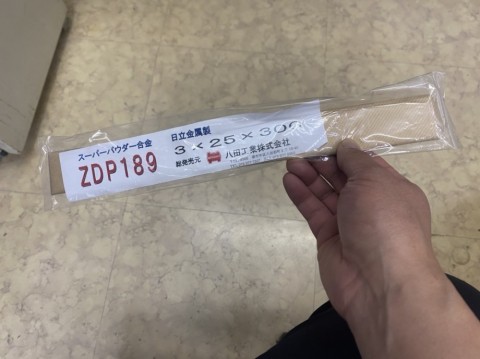 スーパーパウダー合金
ZDP189
日立金属製
3×25×300
総発売元
八田工業株式会社